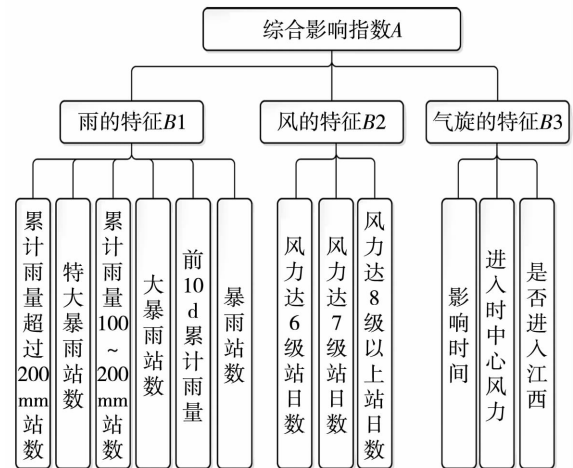 综合影响指数A
雨的特征B1
风的特征B2
气旋的特征B3
累计雨量超过200mm站数
特大暴雨站数
累计雨量100~200mm站数
大暴雨站数
前10d累计雨量
暴雨站数
风力达6级站日数
风力达7级站日数
风力达8级以上站日数
影响时间
进入时中心风力
是否进入江西